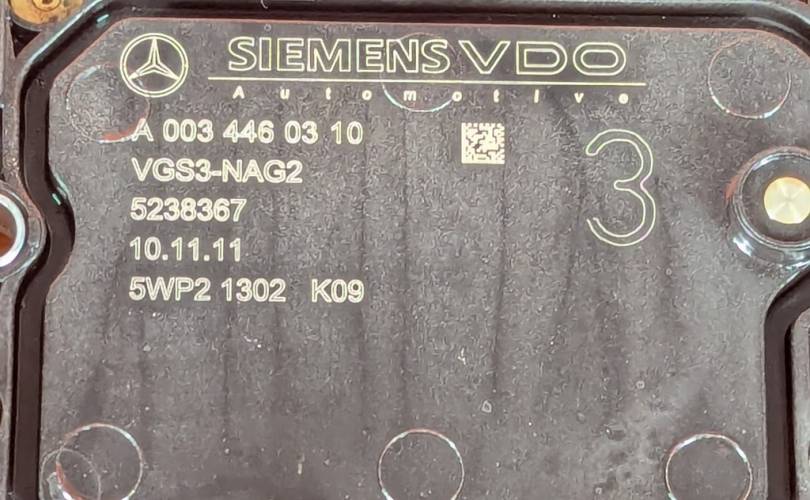 SIEMENS VDO
Automotive
A 003 446 03 10
VGS3-NAG2
3
5238367
10.11.11
5WP2 1302 K09